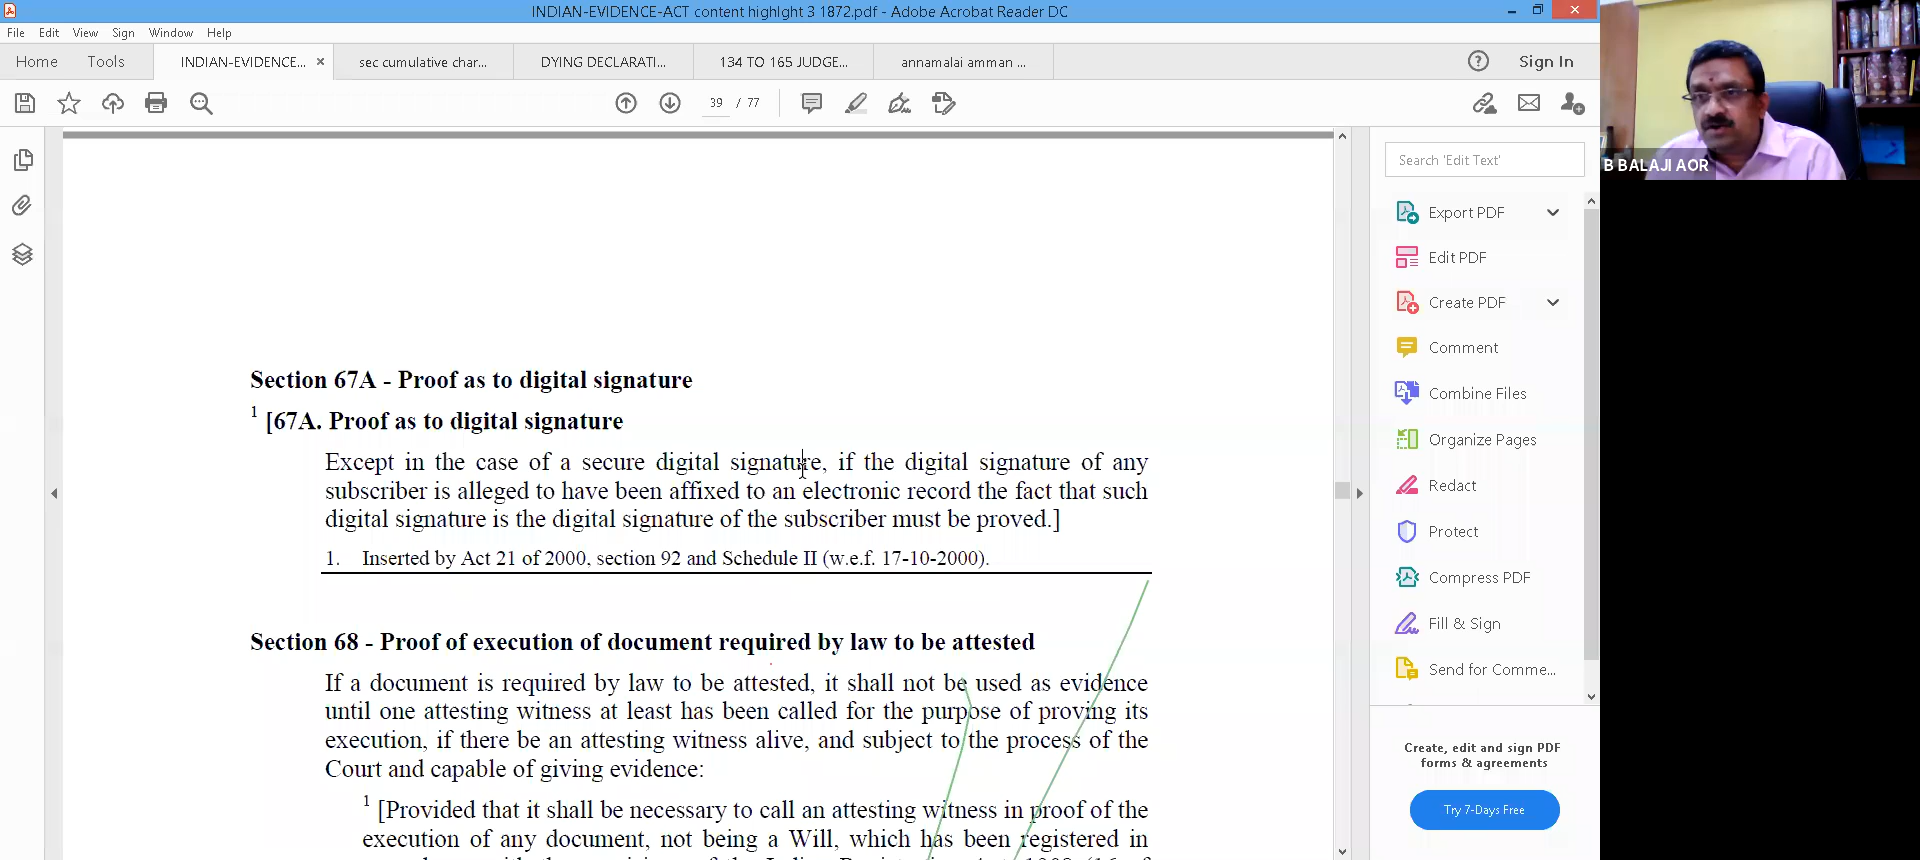 INDIAN-EVIDENCE-ACT content highlght 3 1872.pdf - Adobe Acrobat Reader DC
File Edit View Sign Window Help
Home Tools INDIAN-EVIDENCE... × sec cumulative char... DYING DECLARATI... 134 TO 165 JUDGE... annamalai amman ... Sign In
39 / 77
Section 67A - Proof as to digital signature
1 [67A. Proof as to digital signature
Except in the case of a secure digital signature, if the digital signature of any
subscriber is alleged to have been affixed to an electronic record the fact that such
digital signature is the digital signature of the subscriber must be proved.]
1. Inserted by Act 21 of 2000, section 92 and Schedule II (w.e.f. 17-10-2000).
Section 68 - Proof of execution of document required by law to be attested
If a document is required by law to be attested, it shall not be used as evidence
until one attesting witness at least has been called for the purpose of proving its
execution, if there be an attesting witness alive, and subject to the process of the
Court and capable of giving evidence:
1 [Provided that it shall be necessary to call an attesting witness in proof of the
execution of any document, not being a Will, which has been registered in
Search 'Edit Text'
Export PDF
Edit PDF
Create PDF
Comment
Combine Files
Organize Pages
Redact
Protect
Compress PDF
Fill & Sign
Send for Comme...
Create, edit and sign PDF
forms & agreements
Try 7-Days Free
B BALAJI AOR